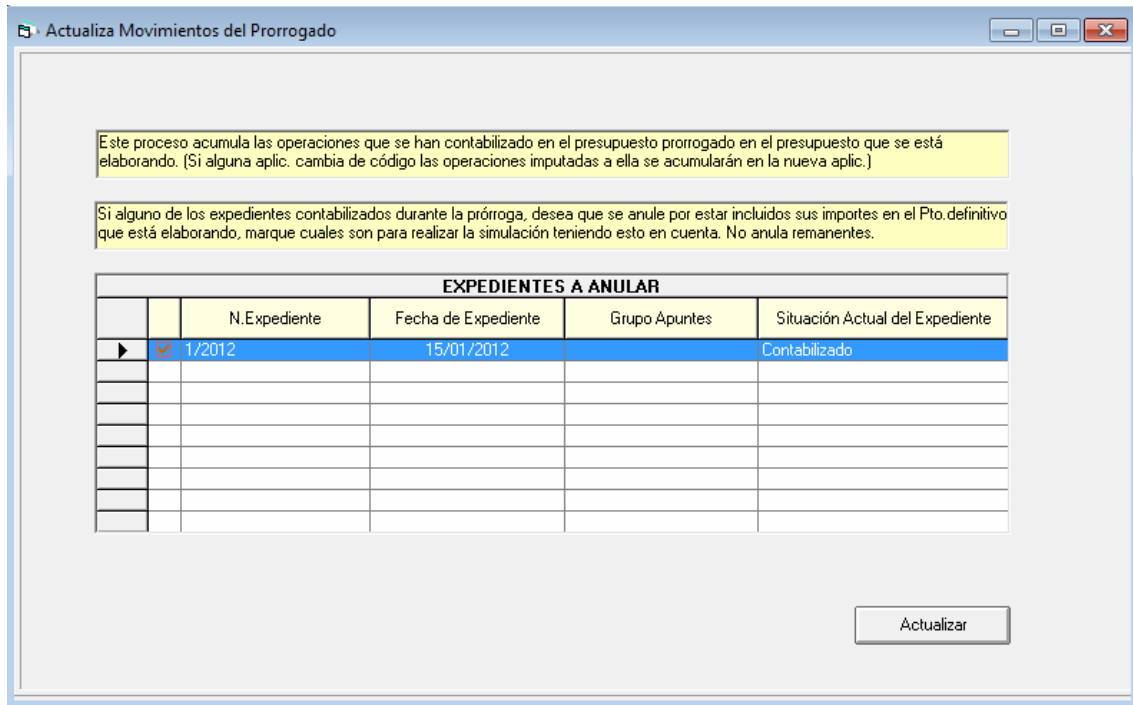 Actualiza Movimientos del Prorrogado
Este proceso acumula las operaciones que se han contabilizado en el presupuesto prorrogado en el presupuesto que se está
elaborando. (Si alguna aplic. cambia de código las operaciones imputadas a ella se acumularán en la nueva aplic.)
Si alguno de los expedientes contabilizados durante la prórroga, desea que se anule por estar incluidos sus importes en el Pto.definitivo
que está elaborando, marque cuales son para realizar la simulación teniendo esto en cuenta. No anula remanentes.
EXPEDIENTES A ANULAR
N.Expediente Fecha de Expediente Grupo Apuntes Situación Actual del Expediente
1/2012 15/01/2012 Contabilizado
Actualizar